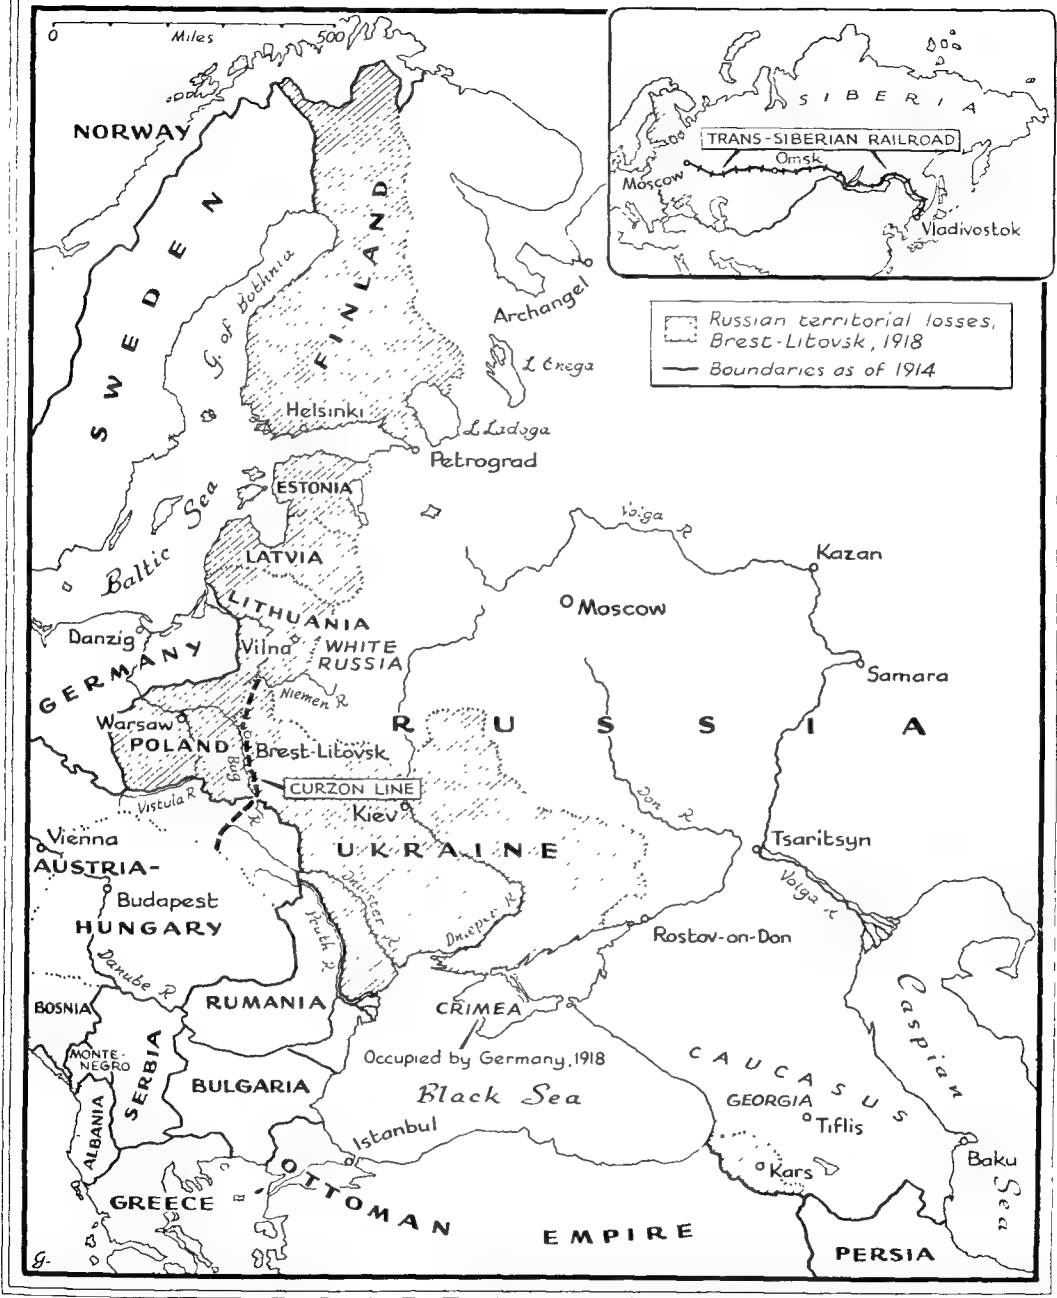 0 Miles 500
NORWAY
SWEDEN
FINLAND
G. of Bothnia
Helsinki
Archangel
L Onega
L Ladoga
Petrograd
SIBERIA
TRANS-SIBERIAN RAILROAD
Omsk
Moscow
Vladivostok
Russian territorial losses,
Brest-Litovsk, 1918
Boundaries as of 1914
Baltic Sea
ESTONIA
LATVIA
LITHUANIA
Volga R
Kazan
Moscow
Danzig
GERMANY
Vilna
WHITE
RUSSIA
Samara
Niemen R
Warsaw
POLAND
Bug
R
Brest-Litovsk
RUSSIA
CURZON LINE
Vistula R
Kiev
Don R
Vienna
AUSTRIA-
HUNGARY
Budapest
UKRAINE
Tsaritsyn
Volga R
Dniester R
Pruth R
Dnieper R
Rostov-on-Don
Danube R
BOSNIA
RUMANIA
CRIMEA
Occupied by Germany, 1918
MONTE-
NEGRO
SERBIA
BULGARIA
ALBANIA
Black Sea
CAUCASUS
GEORGIA
Tiflis
Caspian Sea
Istanbul
Kars
Baku
GREECE
OTTOMAN EMPIRE
PERSIA
G-